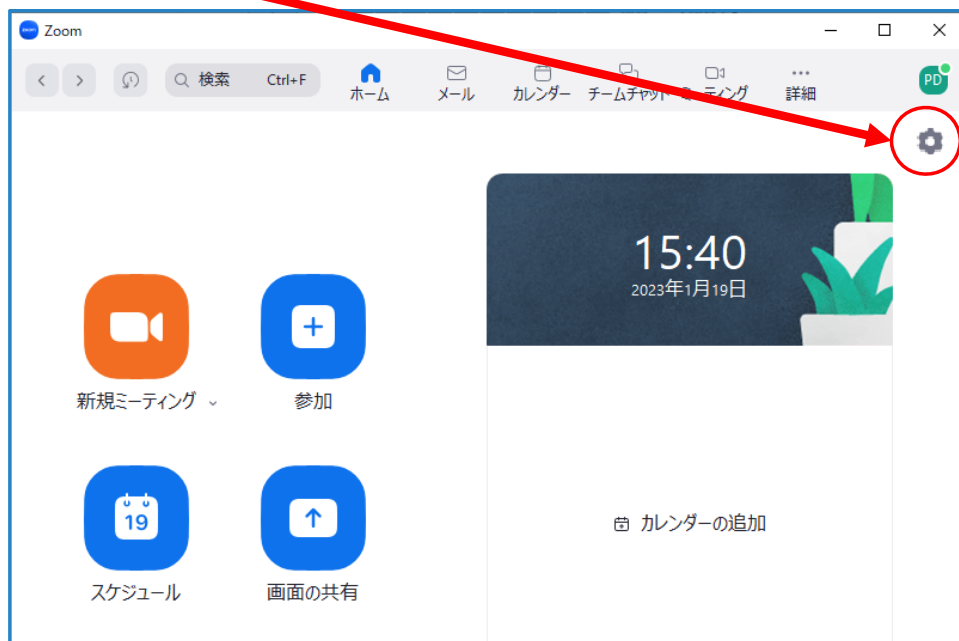 Zoom
検索 Ctrl+F
ホーム
メール
カレンダー
チームチャット
ミーティング
詳細
PD
15:40
2023年1月19日
新規ミーティング
参加
19
スケジュール
画面の共有
カレンダーの追加